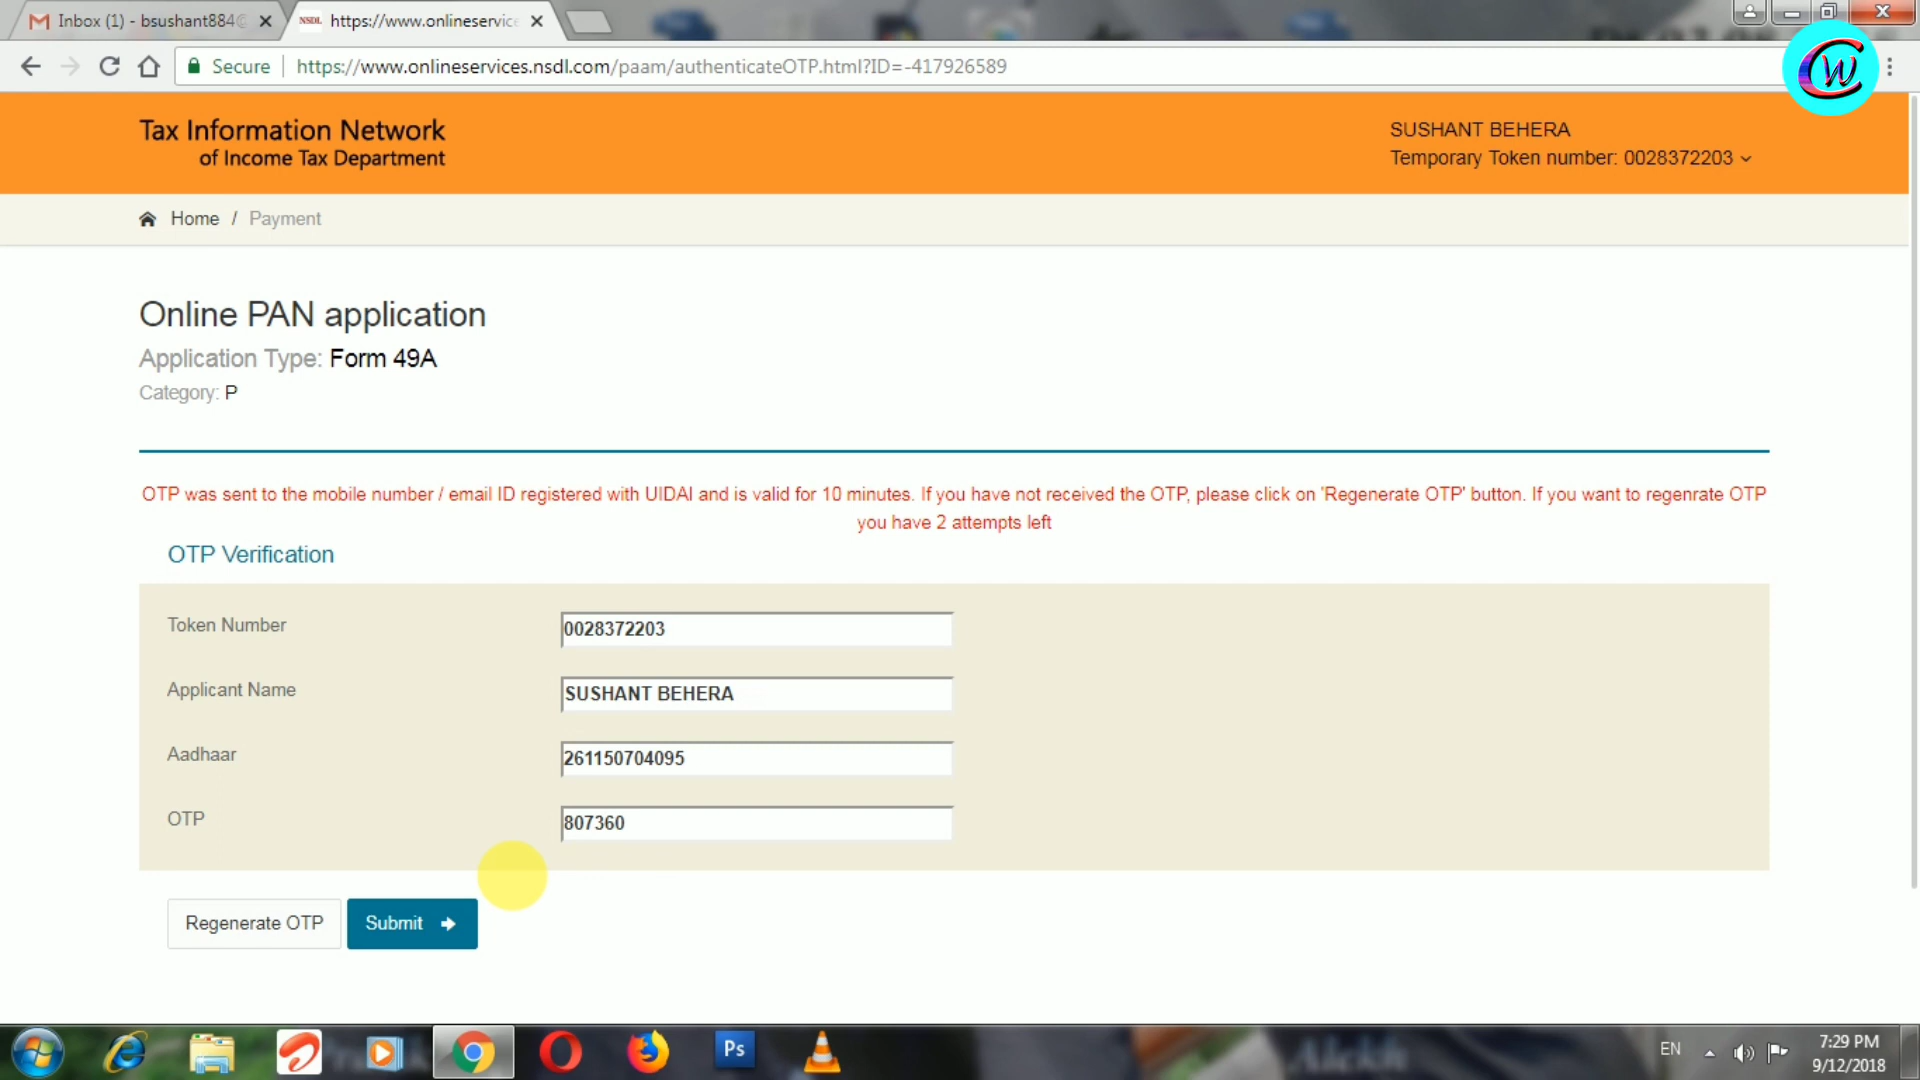 Inbox (1) - bsushant884@
NSDL https://www.onlineservic
Secure https://www.onlineservices.nsdl.com/paam/authenticateOTP.html?ID=-417926589
CW
Tax Information Network
of Income Tax Department
SUSHANT BEHERA
Temporary Token number: 0028372203
Home / Payment
Online PAN application
Application Type: Form 49A
Category: P
OTP was sent to the mobile number / email ID registered with UIDAI and is valid for 10 minutes. If you have not received the OTP, please click on 'Regenerate OTP' button. If you want to regenrate OTP
you have 2 attempts left
OTP Verification
Token Number 0028372203
Applicant Name SUSHANT BEHERA
Aadhaar 261150704095
OTP 807360
Regenerate OTP Submit
Ps
EN
7:29 PM
9/12/2018